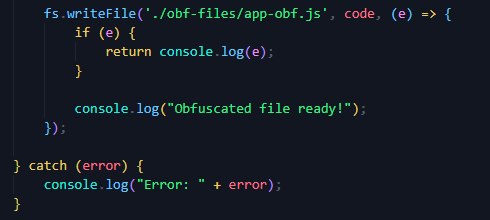 fs.writeFile('./obf-files/app-obf.js', code, (e) => {
if (e) {
return console.log(e);
}
console.log("Obfuscated file ready!");
});
} catch (error) {
console.log("Error: " + error);
}